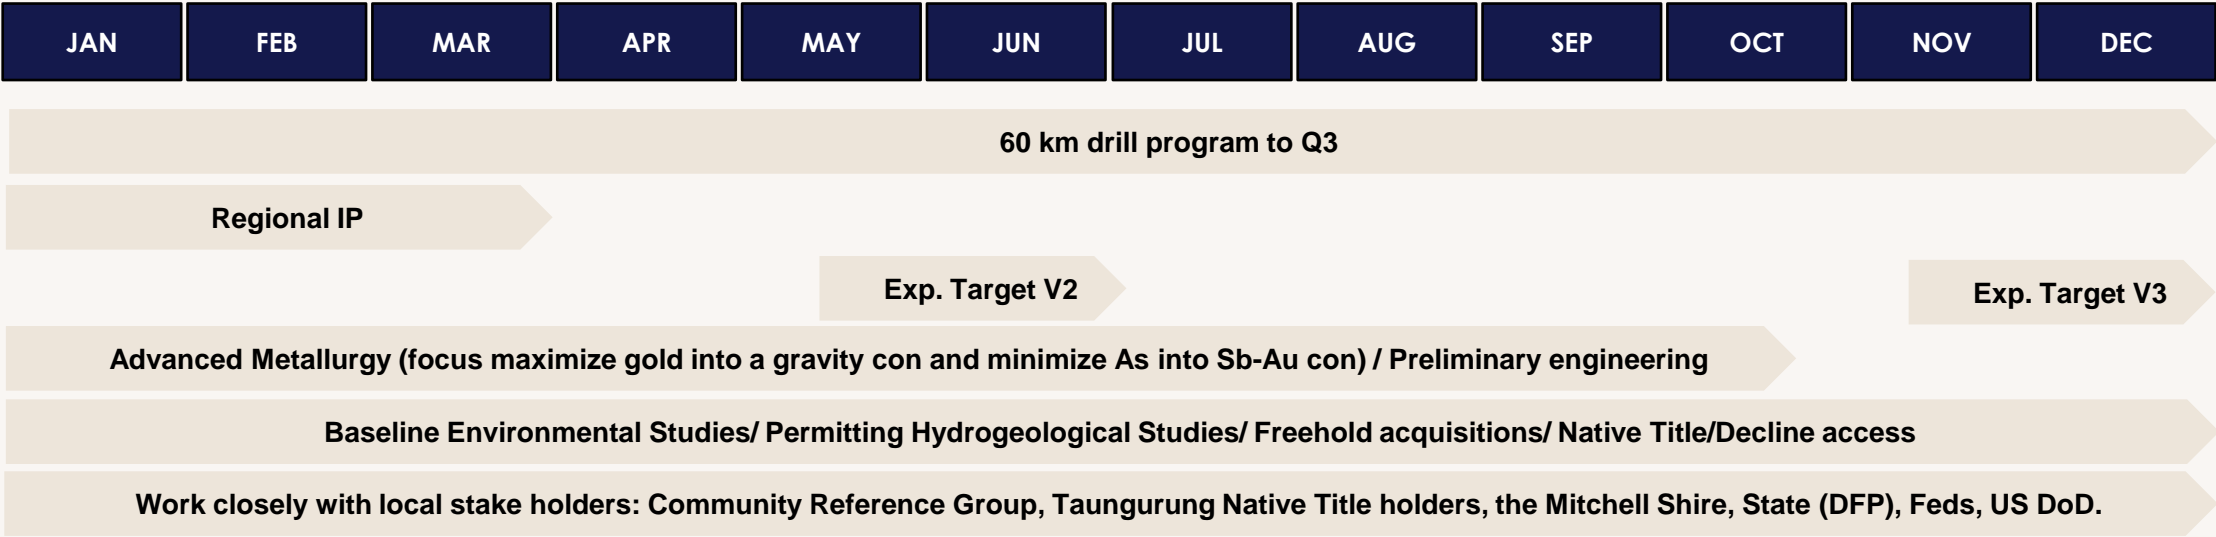 JAN FEB MAR APR MAY JUN JUL AUG SEP OCT NOV DEC
60 km drill program to Q3
Regional IP
Exp. Target V2
Exp. Target V3
Advanced Metallurgy (focus maximize gold into a gravity con and minimize As into Sb-Au con) / Preliminary engineering
Baseline Environmental Studies/ Permitting Hydrogeological Studies/ Freehold acquisitions/ Native Title/Decline access
Work closely with local stake holders: Community Reference Group, Taungurung Native Title holders, the Mitchell Shire, State (DFP), Feds, US DoD.